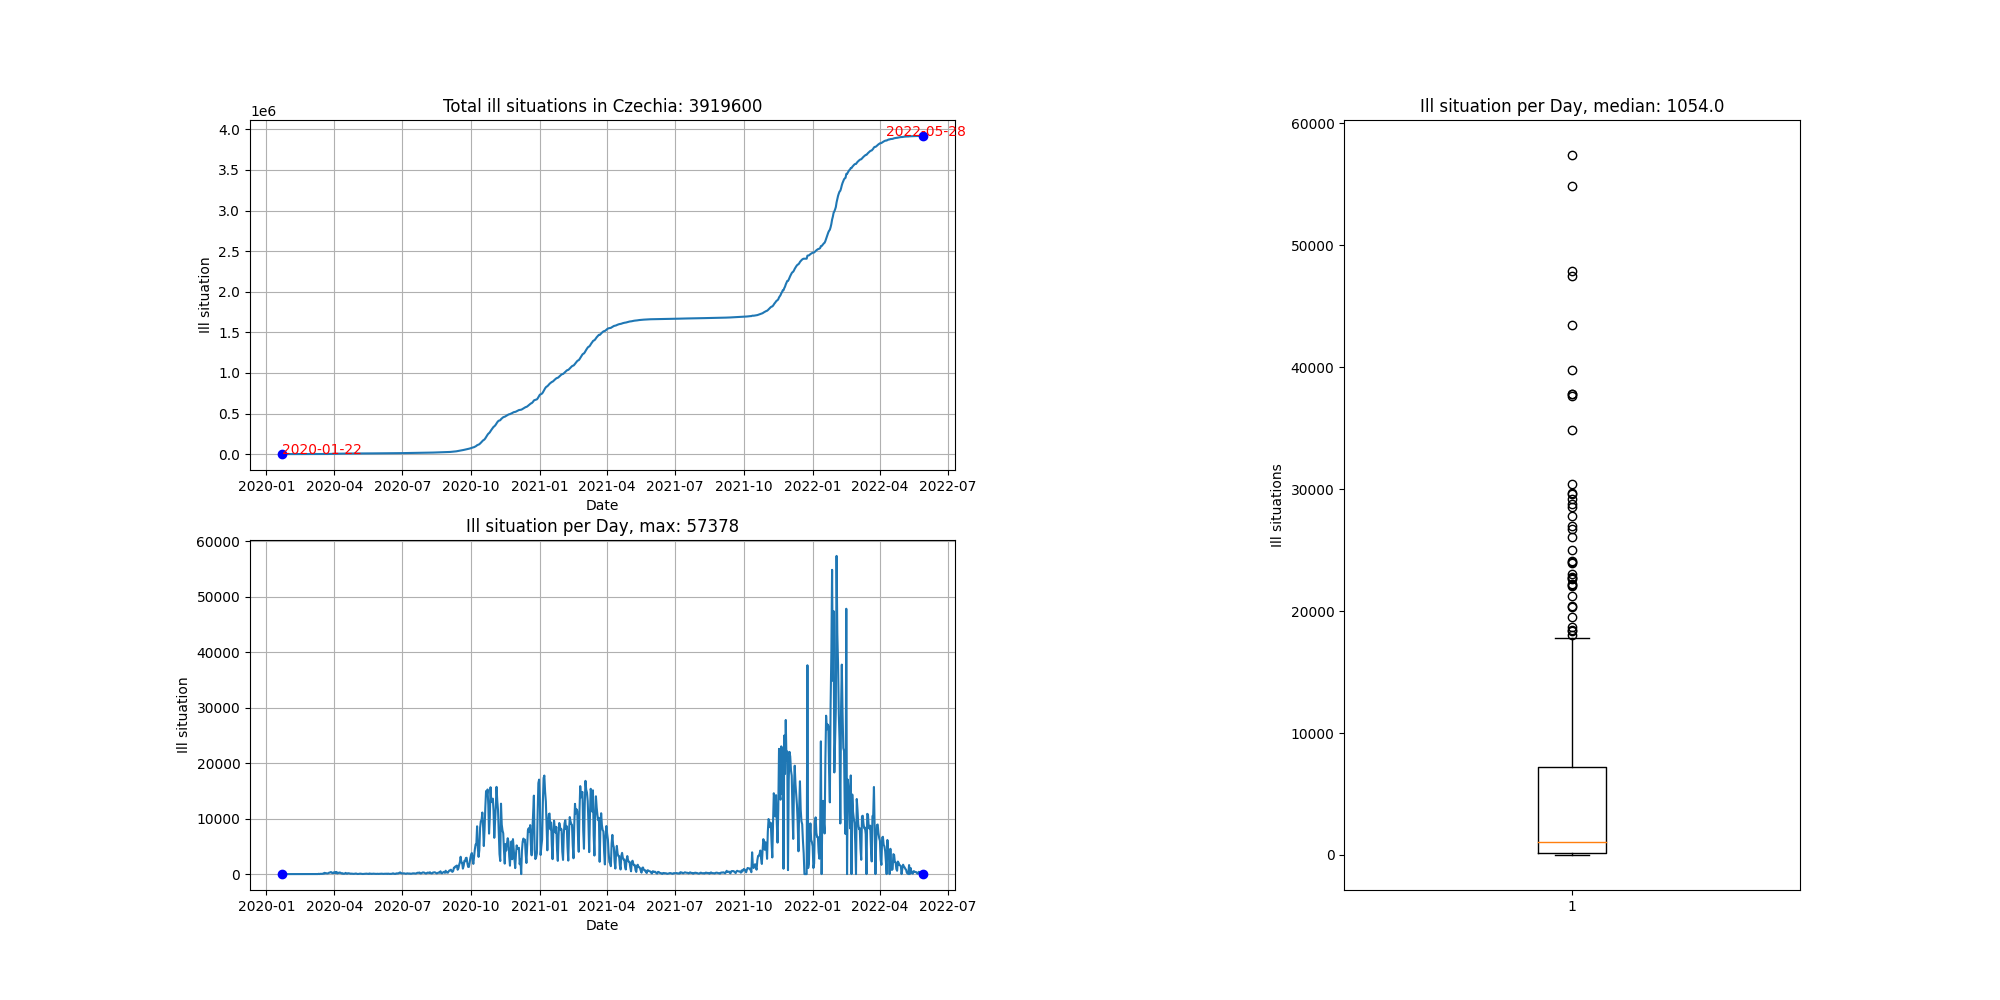 Total ill situations in Czechia: 3919600
1e6
4.0
3.5
3.0
2.5
2.0
1.5
1.0
0.5
0.0
Ill situation
2020-01-22
2022-05-28
2020-01 2020-04 2020-07 2020-10 2021-01 2021-04 2021-07 2021-10 2022-01 2022-04 2022-07
Date
Ill situation per Day, max: 57378
60000
50000
40000
30000
20000
10000
0
Ill situation
2020-01 2020-04 2020-07 2020-10 2021-01 2021-04 2021-07 2021-10 2022-01 2022-04 2022-07
Date
Ill situation per Day, median: 1054.0
60000
50000
40000
30000
20000
10000
0
Ill situations
1